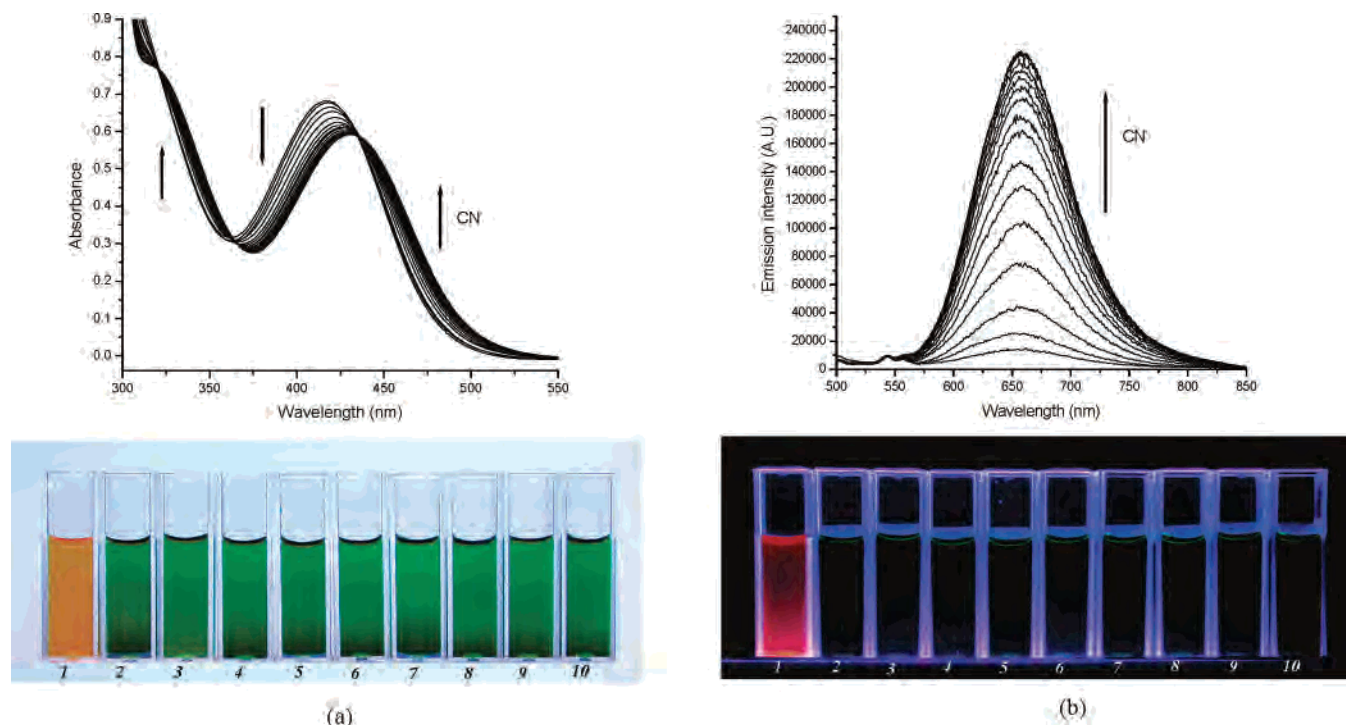 0.9
0.8
0.7
0.6
0.5
0.4
0.3
0.2
0.1
0.0
Absorbance
CN
300 350 400 450 500 550
Wavelength (nm)
240000
220000
200000
180000
160000
140000
120000
100000
80000
60000
40000
20000
0
Emission intensity (A.U.)
CN
500 550 600 650 700 750 800 850
Wavelength (nm)
1 2 3 4 5 6 7 8 9 10
(a)
1 2 3 4 5 6 7 8 9 10
(b)